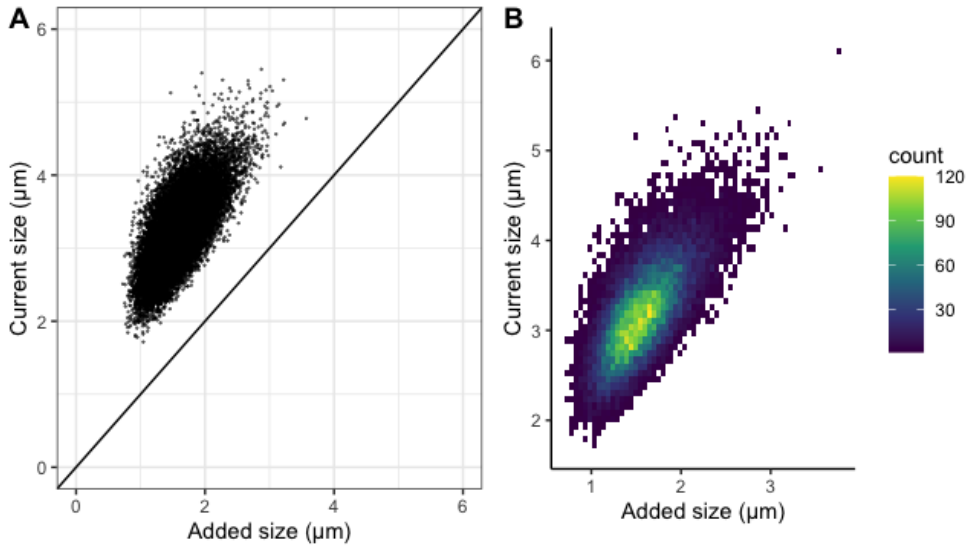 A
6
4
2
0
Current size (μm)
0 2 4 6
Added size (μm)
B
6
5
4
3
2
Current size (μm)
1 2 3
Added size (μm)
count
120
90
60
30